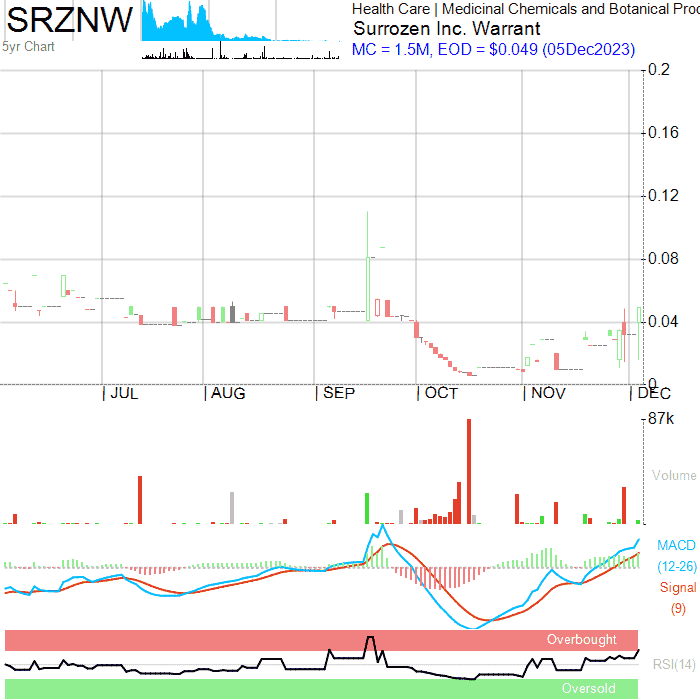 SRZNW
5yr Chart
Health Care | Medicinal Chemicals and Botanical Proc
Surrozen Inc. Warrant
MC = 1.5M, EOD = $0.049 (05Dec2023)
0.2
0.16
0.12
0.08
0.04
0
JUL AUG SEP OCT NOV DEC
87k
Volume
MACD
(12-26)
Signal
(9)
Overbought
RSI(14)
Oversold